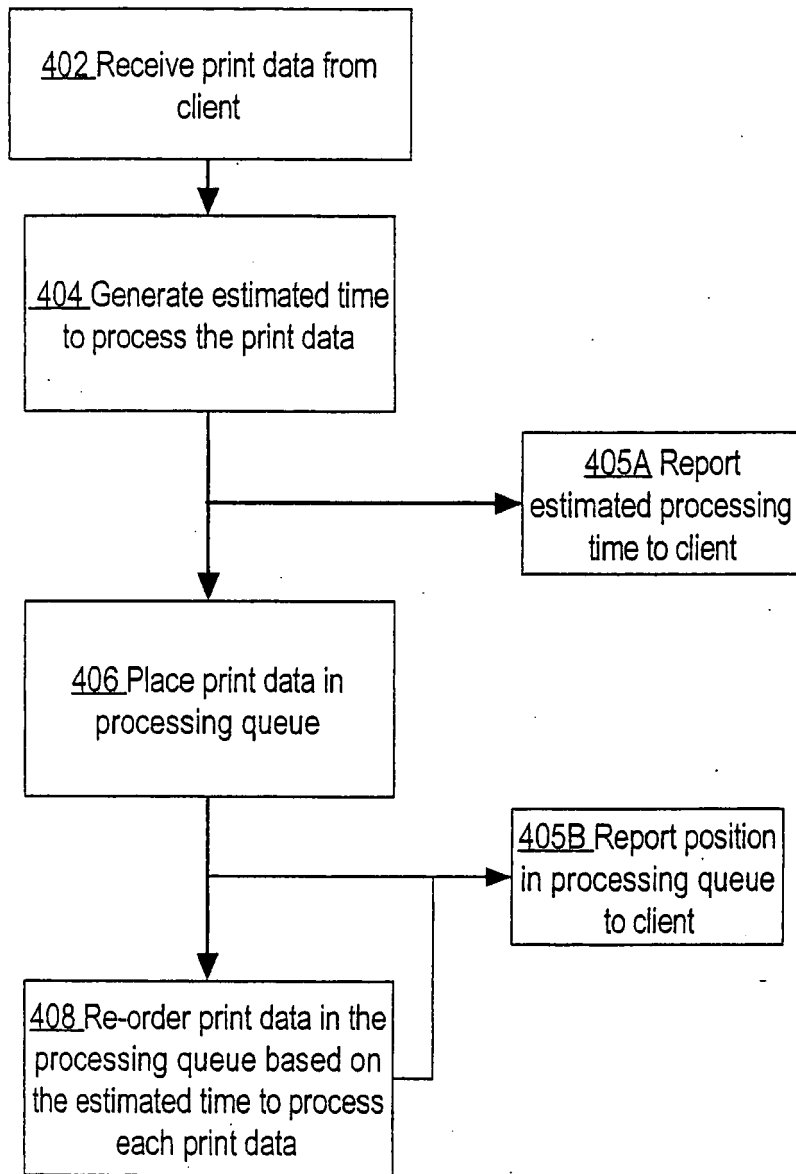 402 Receive print data from
client
404 Generate estimated time
to process the print data
405A Report
estimated processing
time to client
406 Place print data in
processing queue
405B Report position
in processing queue
to client
408 Re-order print data in the
processing queue based on
the estimated time to process
each print data